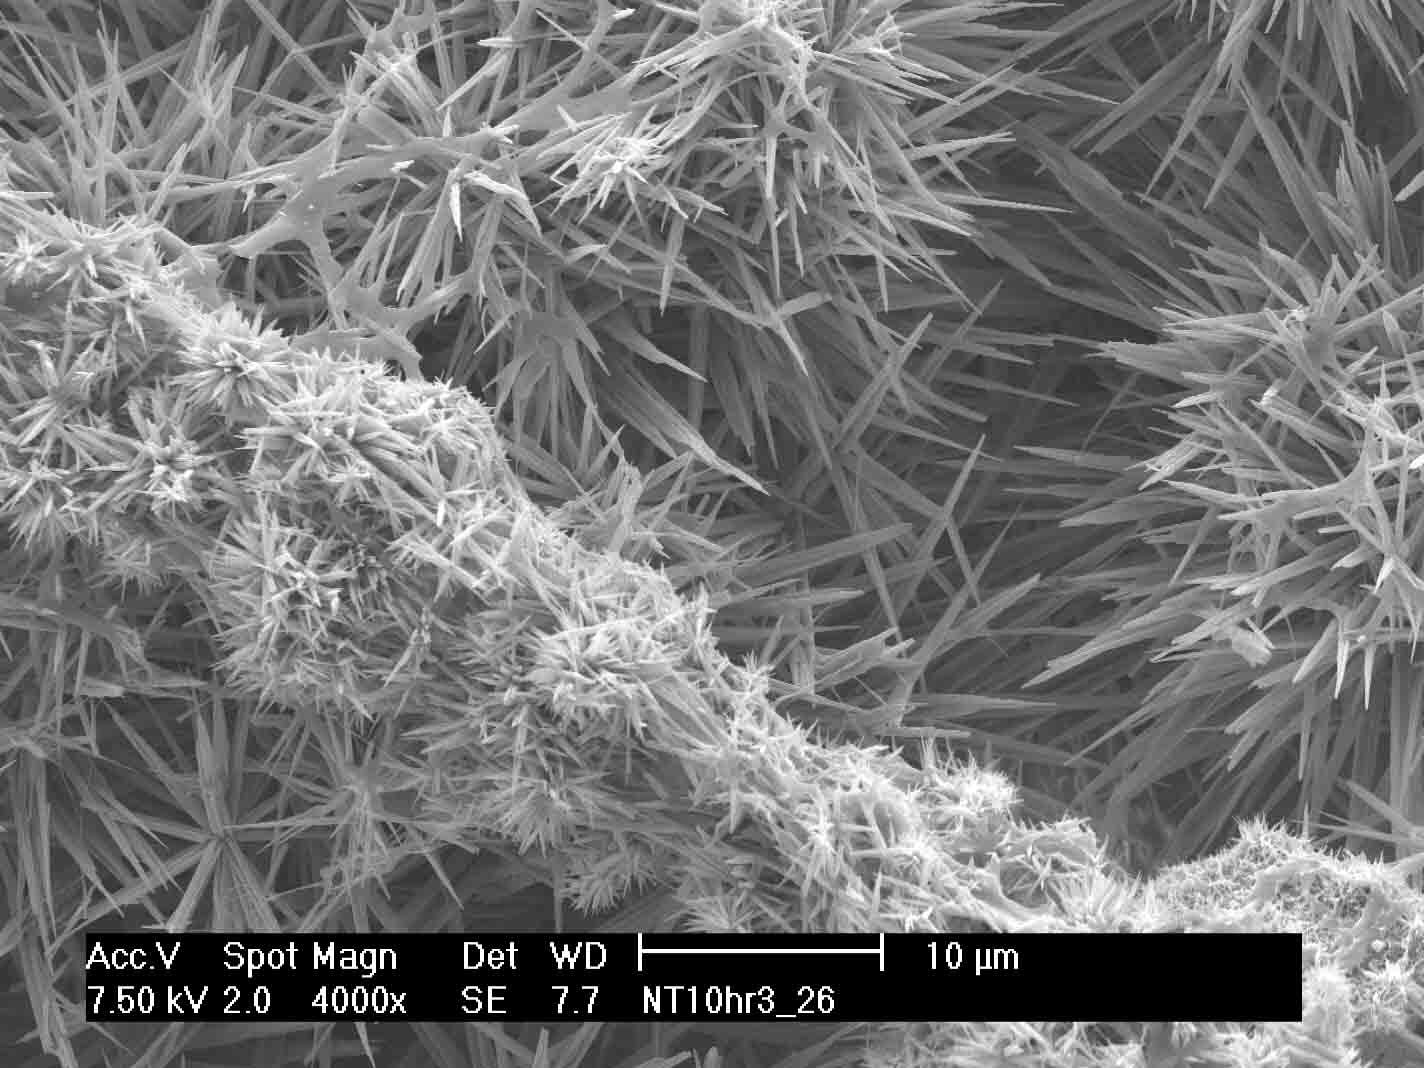 Acc.V Spot Magn Det WD 10 µm
7.50 kV 2.0 4000x SE 7.7 NT10hr3_26